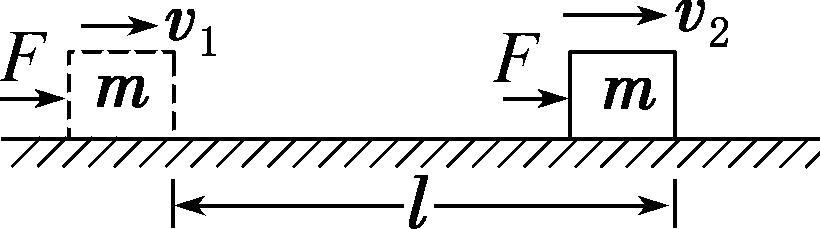 v₁ v₂
F m F m
l